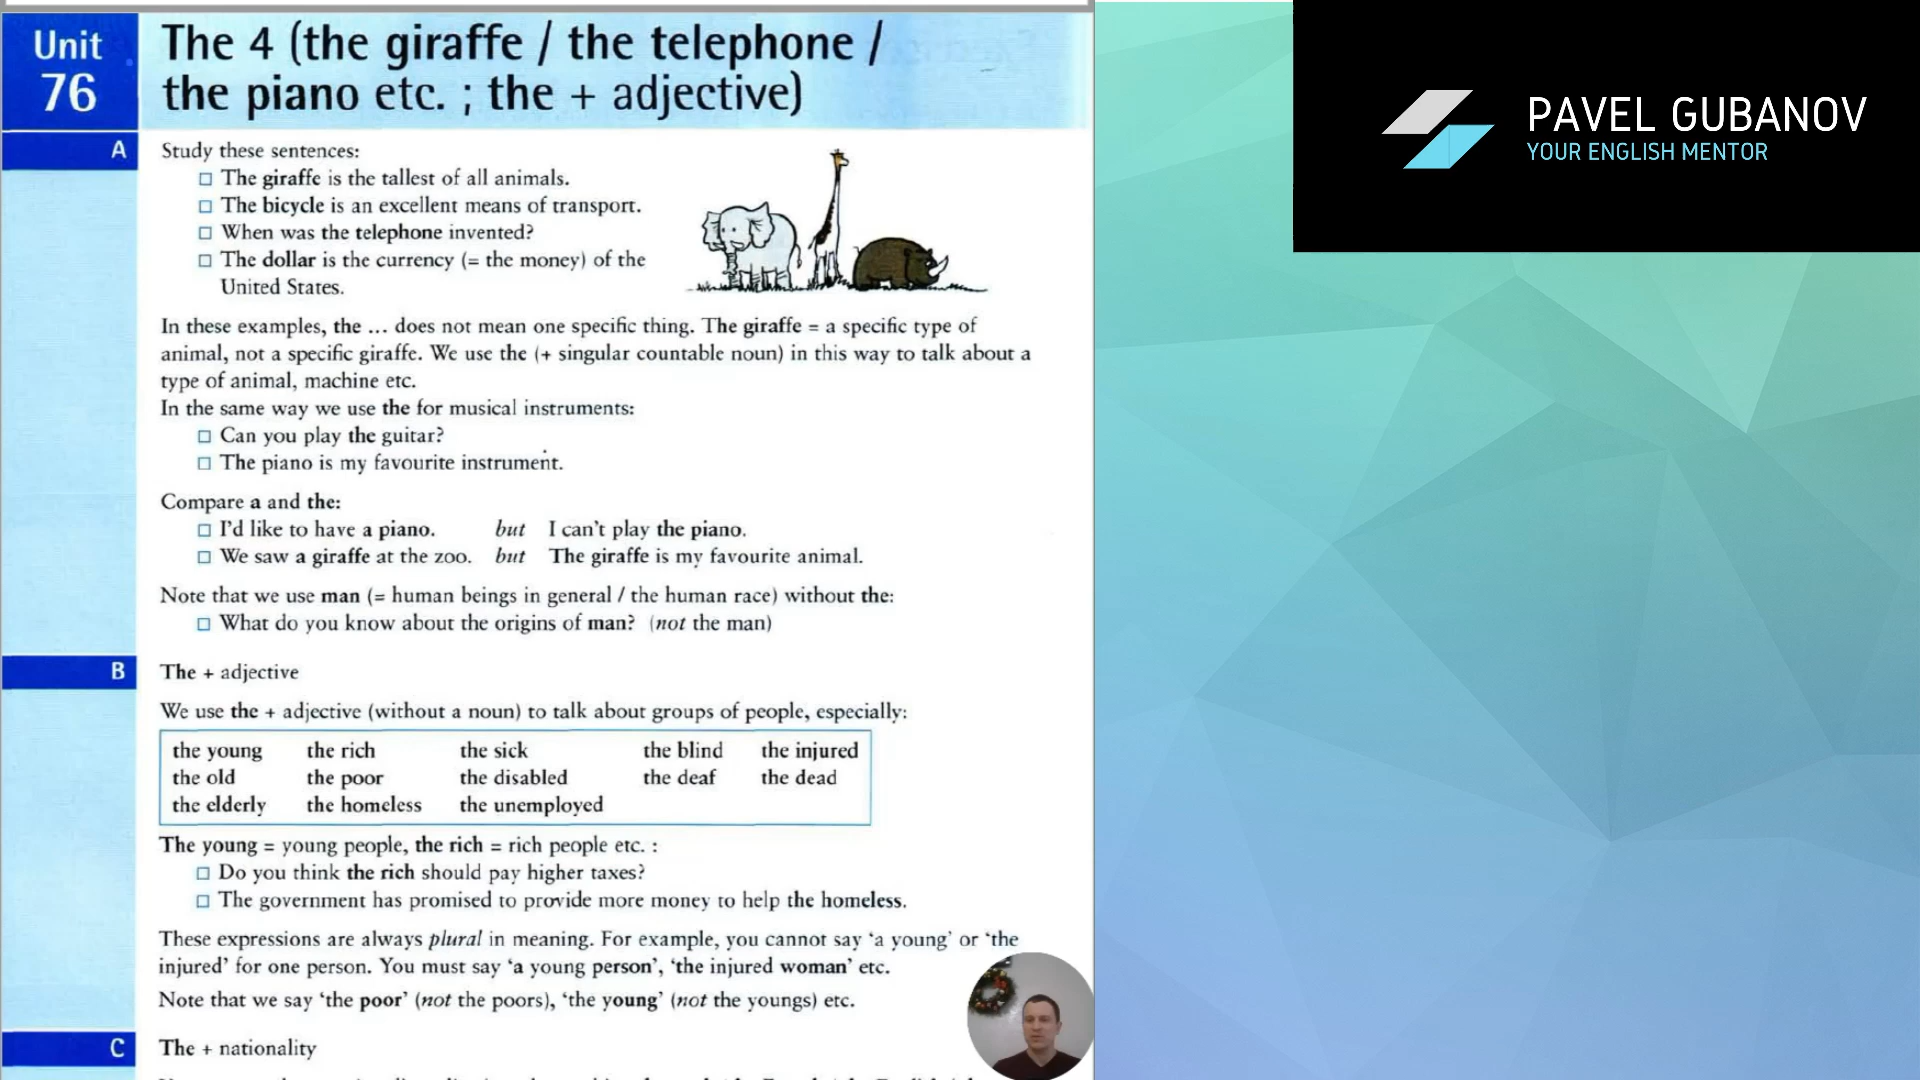 Unit
76
The 4 (the giraffe / the telephone /
the piano etc. ; the + adjective)
A
Study these sentences:
The giraffe is the tallest of all animals.
The bicycle is an excellent means of transport.
When was the telephone invented?
The dollar is the currency (= the money) of the
United States.
In these examples, the ... does not mean one specific thing. The giraffe = a specific type of
animal, not a specific giraffe. We use the (+ singular countable noun) in this way to talk about a
type of animal, machine etc.
In the same way we use the for musical instruments:
Can you play the guitar?
The piano is my favourite instrument.
Compare a and the:
I'd like to have a piano. but I can't play the piano.
We saw a giraffe at the zoo. but The giraffe is my favourite animal.
Note that we use man (= human beings in general / the human race) without the:
What do you know about the origins of man? (not the man)
B
The + adjective
We use the + adjective (without a noun) to talk about groups of people, especially:
the young the rich the sick the blind the injured
the old the poor the disabled the deaf the dead
the elderly the homeless the unemployed
The young = young people, the rich = rich people etc. :
Do you think the rich should pay higher taxes?
The government has promised to provide more money to help the homeless.
These expressions are always plural in meaning. For example, you cannot say 'a young' or 'the
injured' for one person. You must say 'a young person', 'the injured woman' etc.
Note that we say 'the poor' (not the poors), 'the young' (not the youngs) etc.
C
The + nationality
PAVEL GUBANOV
YOUR ENGLISH MENTOR